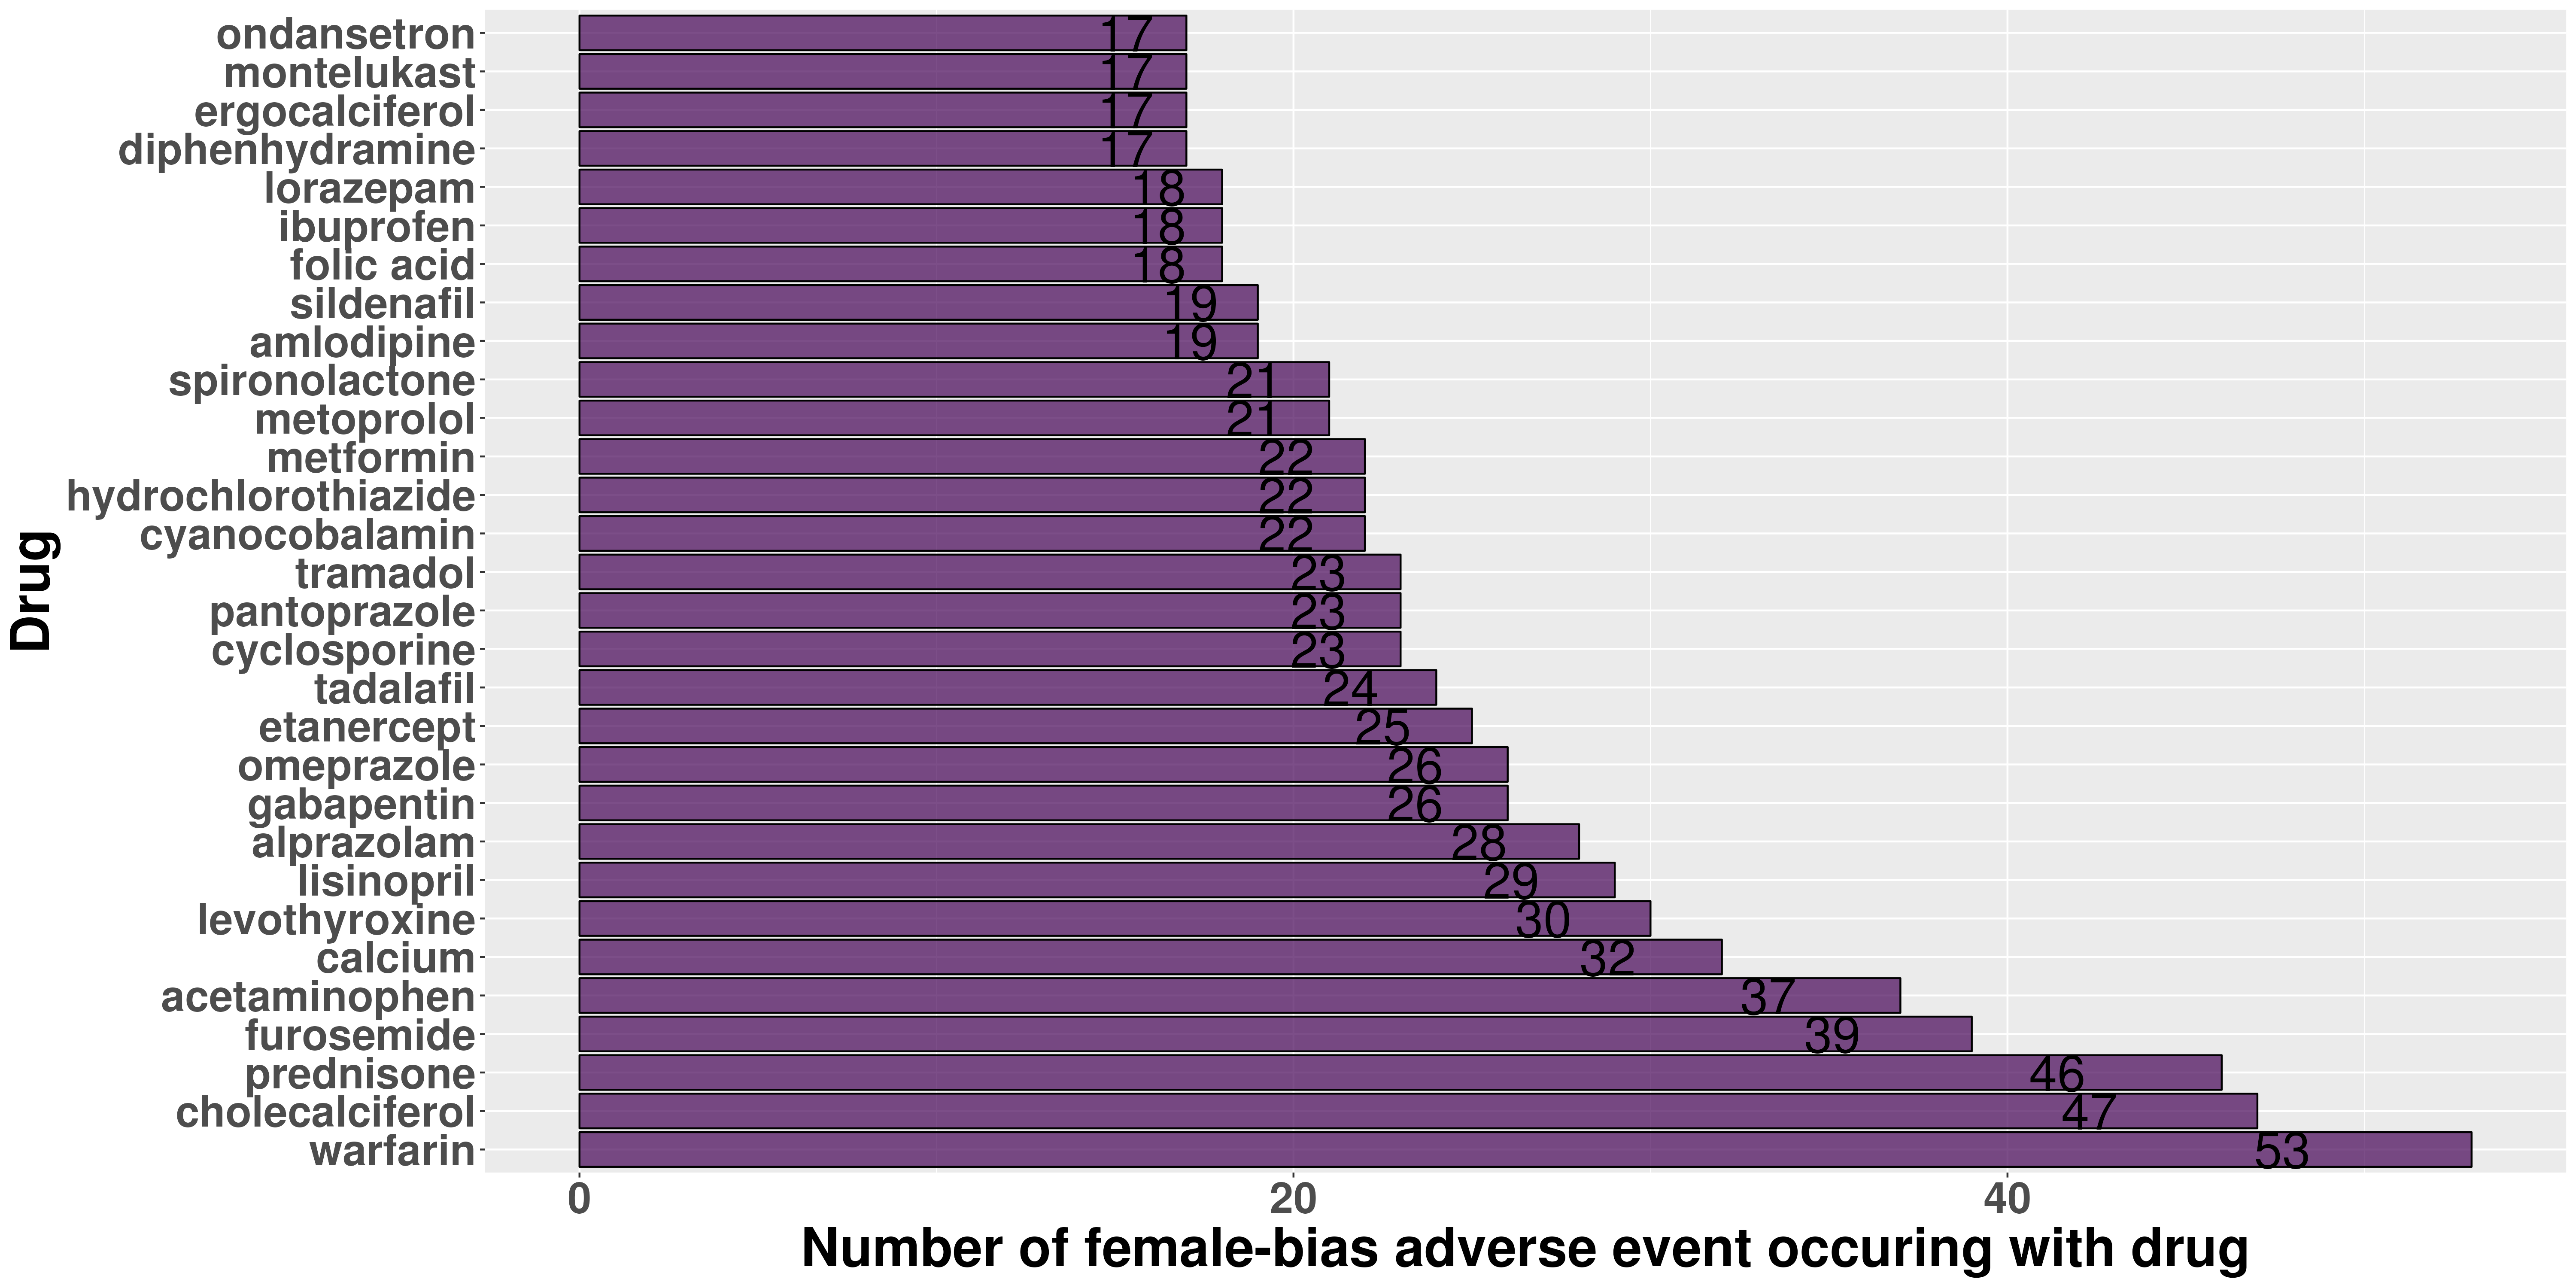 ondansetron 17
montelukast 17
ergocalciferol 17
diphenhydramine 17
lorazepam 18
ibuprofen 18
folic acid 18
sildenafil 19
amlodipine 19
spironolactone 21
metoprolol 21
metformin 22
hydrochlorothiazide 22
cyanocobalamin 22
tramadol 23
pantoprazole 23
cyclosporine 23
tadalafil 24
etanercept 25
omeprazole 26
gabapentin 26
alprazolam 28
lisinopril 29
levothyroxine 30
calcium 32
acetaminophen 37
furosemide 39
prednisone 46
cholecalciferol 47
warfarin 53
Drug
0 20 40
Number of female-bias adverse event occuring with drug